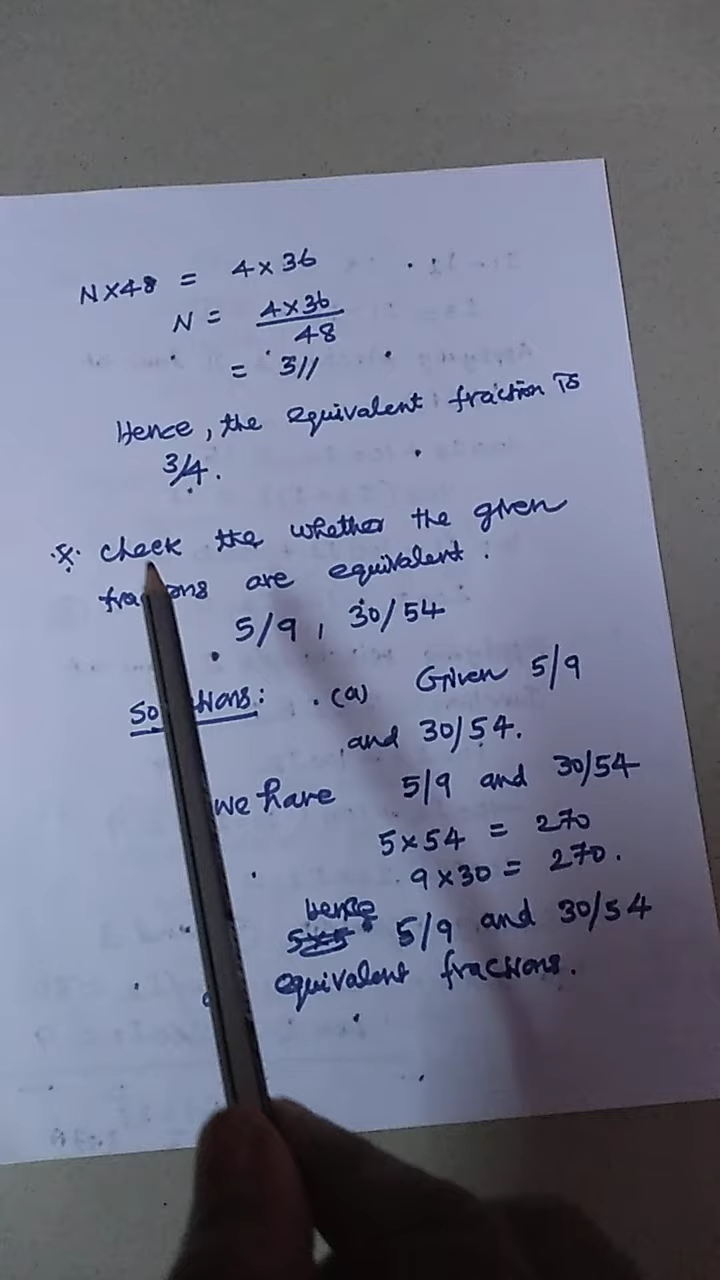 N×48 = 4×36
N = 4×36/48
= 3//
Hence, the equivalent fraction is
3/4.
check the whether the given
fractions are equivalent:
5/9, 30/54
Solutions: (a) Given 5/9
and 30/54.
we have 5/9 and 30/54
5×54 = 270
9×30 = 270.
hence 5/9 and 30/54
equivalent fractions.